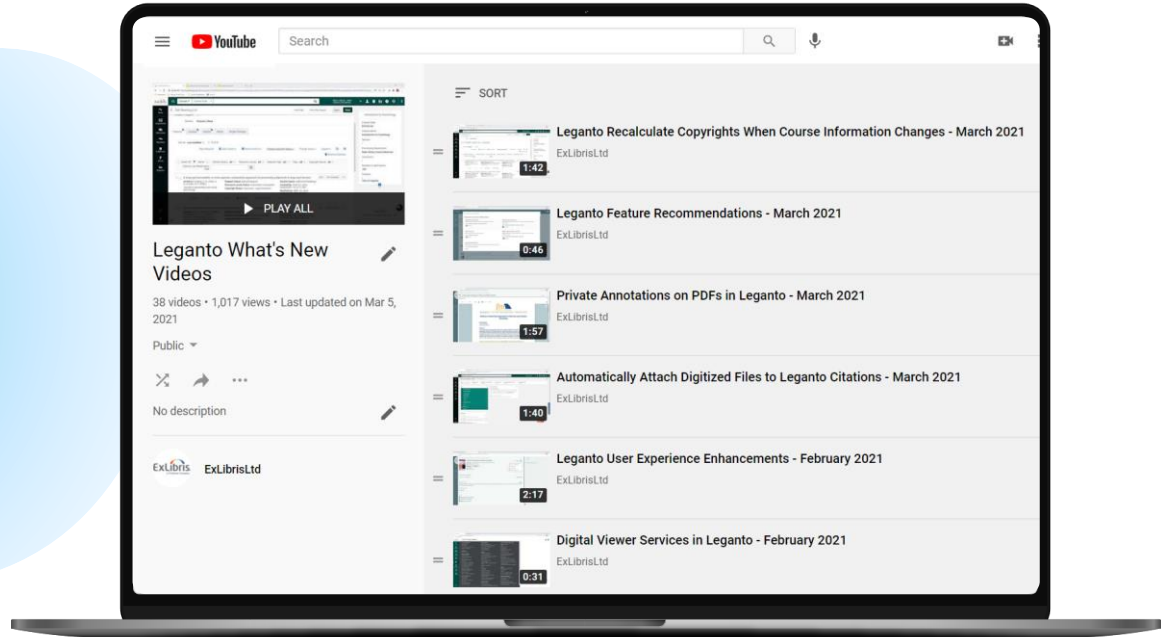 YouTube
Search
PLAY ALL
Leganto What's New
Videos
38 videos • 1,017 views • Last updated on Mar 5,
2021
Public
No description
ExLibris
ExLibrisLtd
SORT
Leganto Recalculate Copyrights When Course Information Changes - March 2021
ExLibrisLtd
1:42
Leganto Feature Recommendations - March 2021
ExLibrisLtd
0:46
Private Annotations on PDFs in Leganto - March 2021
ExLibrisLtd
1:57
Automatically Attach Digitized Files to Leganto Citations - March 2021
ExLibrisLtd
1:40
Leganto User Experience Enhancements - February 2021
ExLibrisLtd
2:17
Digital Viewer Services in Leganto - February 2021
ExLibrisLtd
0:31